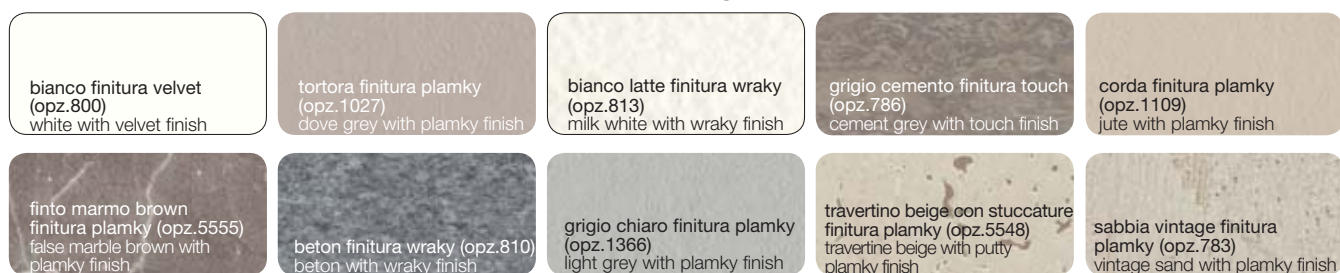 bianco finitura velvet
(opz.800)
white with velvet finish
tortora finitura plamky
(opz.1027)
dove grey with plamky finish
bianco latte finitura wraky
(opz.813)
milk white with wraky finish
grigio cemento finitura touch
(opz.786)
cement grey with touch finish
corda finitura plamky
(opz.1109)
jute with plamky finish
finto marmo brown
finitura plamky (opz.5555)
false marble brown with
plamky finish
beton finitura wraky (opz.810)
beton with wraky finish
grigio chiaro finitura plamky
(opz.1366)
light grey with plamky finish
travertino beige con stuccature
finitura plamky (opz.5548)
travertine beige with putty
plamky finish
sabbia vintage finitura
plamky (opz.783)
vintage sand with plamky finish